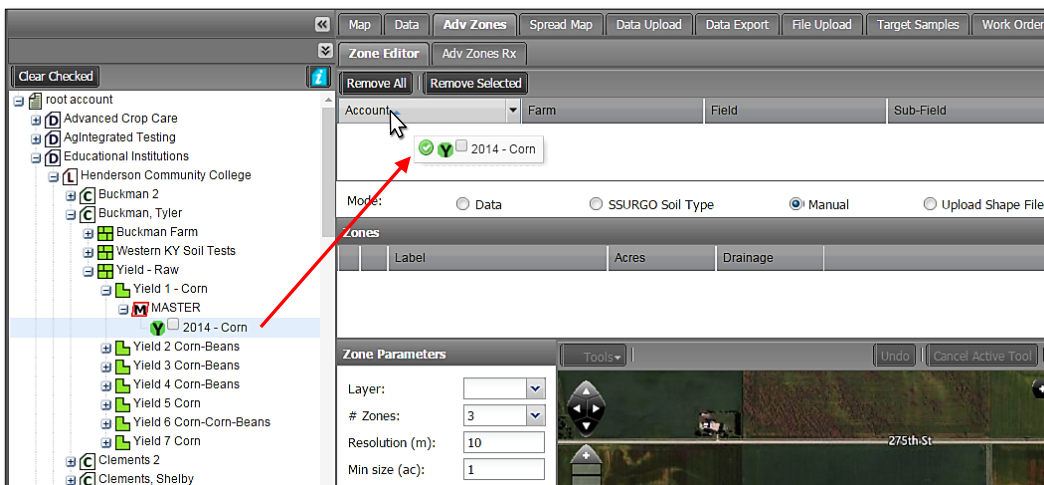 Map Data Adv Zones Spread Map Data Upload Data Export File Upload Target Samples Work Order
Zone Editor Adv Zones Rx
Clear Checked i
Remove All Remove Selected
Account Farm Field Sub-Field
Y 2014 - Corn
root account
D Advanced Crop Care
D AgIntegrated Testing
D Educational Institutions
L Henderson Community College
C Buckman 2
C Buckman, Tyler
Buckman Farm
Western KY Soil Tests
Yield - Raw
Yield 1 - Corn
M MASTER
Y 2014 - Corn
Yield 2 Corn-Beans
Yield 3 Corn-Beans
Yield 4 Corn-Beans
Yield 5 Corn
Yield 6 Corn-Corn-Beans
Yield 7 Corn
C Clements 2
C Clements, Shelby
Mode: Data SSURGO Soil Type Manual Upload Shape File
Zones
Label Acres Drainage
Zone Parameters
Layer:
# Zones: 3
Resolution (m): 10
Min size (ac): 1
Tools Undo Cancel Active Tool
275th-St